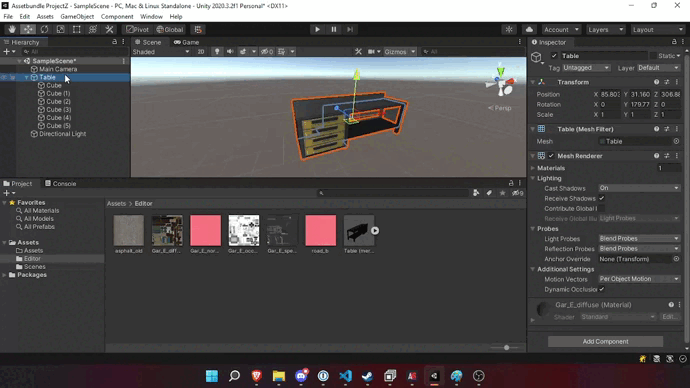 Assetbundle ProjectZ - SampleScene - PC, Mac & Linux Standalone - Unity 2020.3.2f1 Personal* <DX11>
File Edit Assets GameObject Component Window Help
Pivot Global Account Layers Layout
Hierarchy Scene Game Inspector
All Shaded 2D 0 Gizmos All Table Static
SampleScene* Tag Untagged Layer Default
Main Camera
Table
Cube
Cube (1)
Cube (2)
Cube (3)
Cube (4)
Cube (5)
Directional Light
Persp
Transform
Position X 85.803 Y 31.160 Z 306.88
Rotation X 0 Y 179.77 Z 0
Scale X 1 Y 1 Z 1
Table (Mesh Filter)
Mesh Table
Mesh Renderer
Materials 1
Lighting
Cast Shadows On
Receive Shadows
Contribute Global I
Receive Global Illu Light Probes
Probes
Light Probes Blend Probes
Reflection Probes Blend Probes
Anchor Override None (Transform)
Additional Settings
Motion Vectors Per Object Motion
Dynamic Occlusion
Gar_E_diffuse (Material)
Shader Standard Edit...
Add Component
Project Console
Favorites
All Materials
All Models
All Prefabs
Assets
Assets
Editor
Scenes
Packages
Assets > Editor
asphalt_old Gar_E_diff... Gar_E_nor... Gar_E_occ... Gar_E_spe... road_b Table (mer...